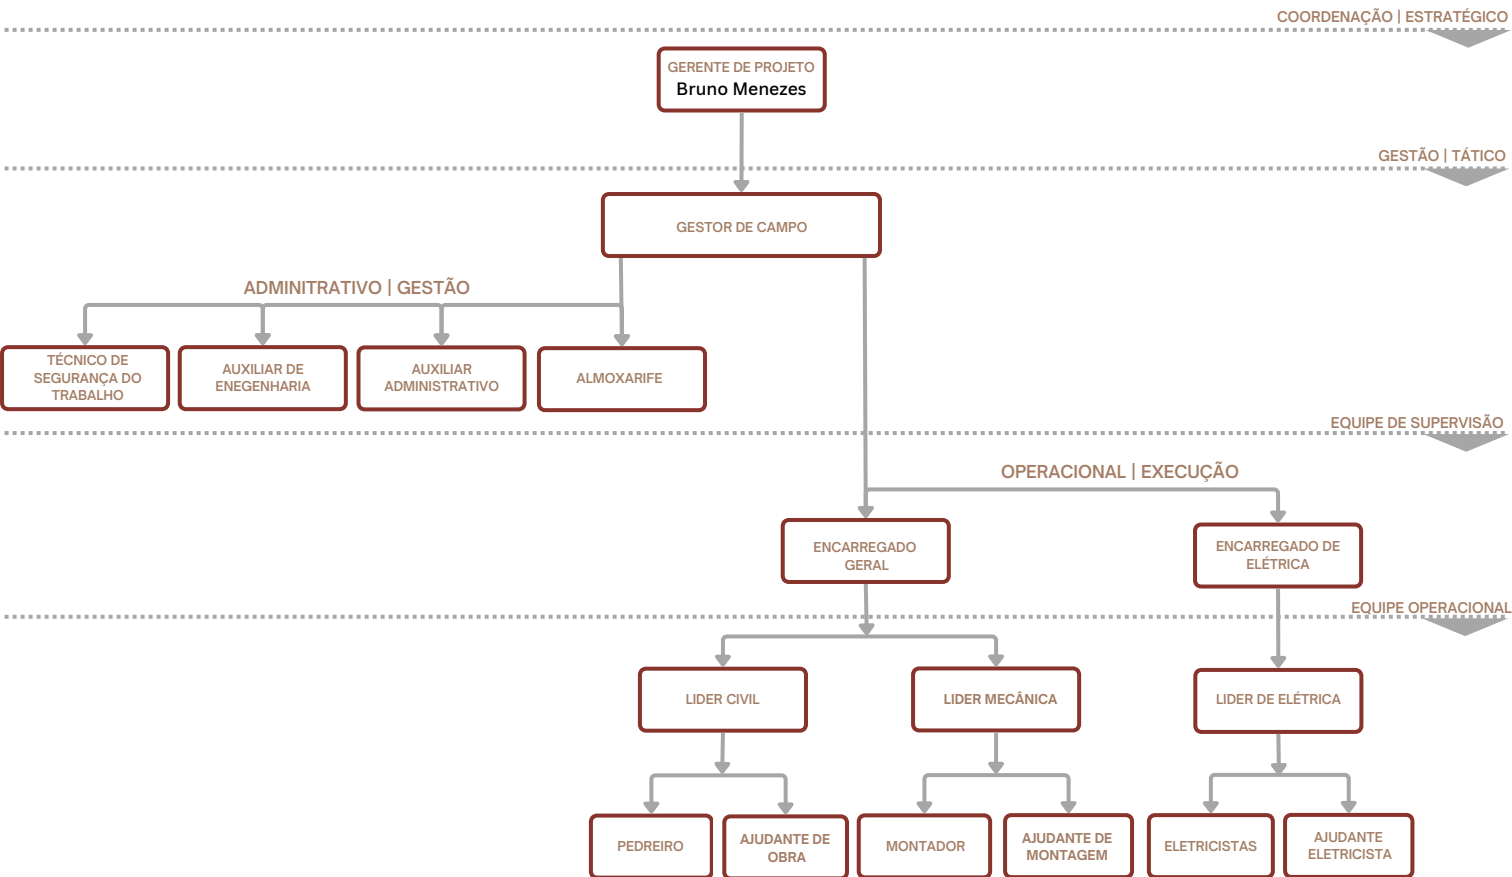 COORDENAÇÃO | ESTRATÉGICO
GERENTE DE PROJETO
Bruno Menezes
GESTÃO | TÁTICO
GESTOR DE CAMPO
ADMINITRATIVO | GESTÃO
TÉCNICO DE
SEGURANÇA DO
TRABALHO
AUXILIAR DE
ENEGENHARIA
AUXILIAR
ADMINISTRATIVO
ALMOXARIFE
EQUIPE DE SUPERVISÃO
OPERACIONAL | EXECUÇÃO
ENCARREGADO
GERAL
ENCARREGADO DE
ELÉTRICA
EQUIPE OPERACIONAL
LIDER CIVIL
LIDER MECÂNICA
LIDER DE ELÉTRICA
PEDREIRO
AJUDANTE DE
OBRA
MONTADOR
AJUDANTE DE
MONTAGEM
ELETRICISTAS
AJUDANTE
ELETRICISTA